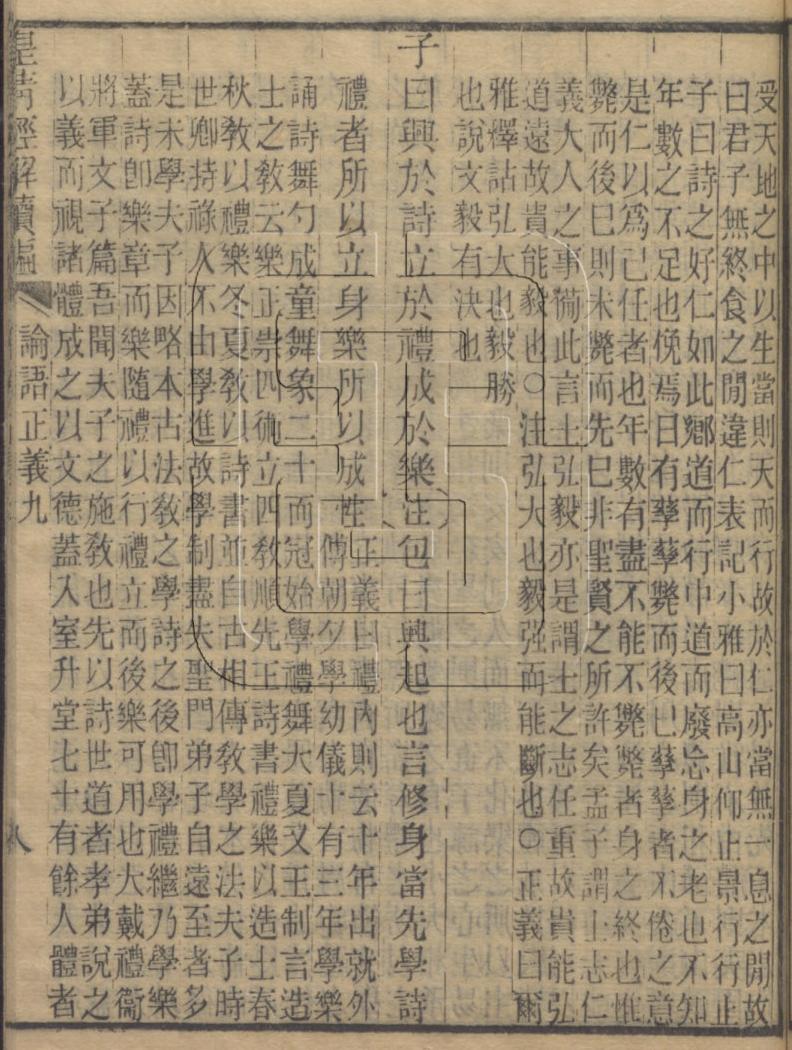 受天地之中以生當則天而行故於仁亦當無一息之閒故
曰君子無終食之閒違仁表記小雅曰高山仰止景行行止
子曰詩之好仁如此鄉道而行中道而廢忘身之老也不知
年數之不足也俛焉日有孳孳斃而後已孳孳者不倦之意
是仁以爲己任者也年數有盡不能不斃斃者身之終也惟
斃而後已則未斃而先已非聖賢之所許矣孟子謂士志仁
義大人之事備此言士弘毅亦是謂士之志任重故貴能弘
道遠故貴能毅也○注弘大也毅强而能斷也○正義曰爾
雅釋詁弘大也毅勝
也說文毅有決也
子曰興於詩立於禮成於樂注包曰興起也言修身當先學詩
禮者所以立身樂所以成性
正義曰禮內則云十年出就外
傅朝夕學幼儀十有三年學樂
誦詩舞勺成童舞象二十而冠始學禮舞大夏又王制言造
士之教云樂正崇四術立四教順先王詩書禮樂以造士春
秋教以禮樂冬夏教以詩書並自古相傳教學之法夫子時
世卿持祿人不由學進故學制盡失聖門弟子自遠至者多
是未學夫子因略本古法教之學詩之後即學禮繼乃學樂
蓋詩即樂章而樂隨禮以行禮立而後樂可用也大戴禮衞
將軍文子篇吾聞夫子之施教也先以詩世道者孝弟說之
以義而視諸體成之以文德蓋入室升堂七十有餘人體者
皇清經解續編
論語正義九
八